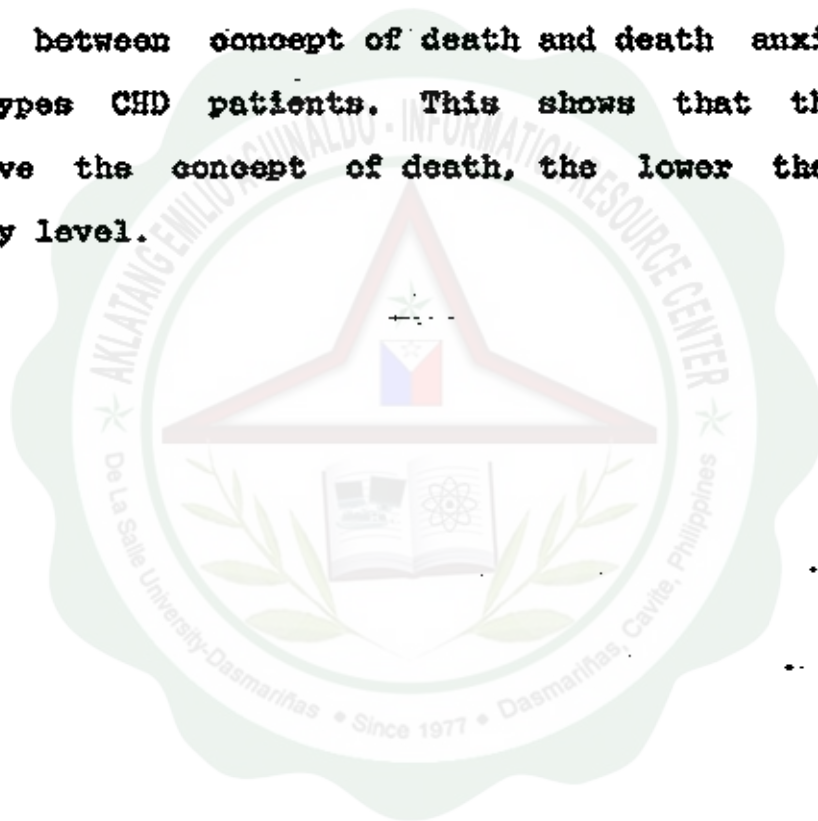 between concept of death and death anxi
ypes CHD patients. This shows that th
ve the concept of death, the lower the
y level.
AKLATANG EMILIO AGUINALDO - INFORMATION RESOURCE CENTER
De La Salle University-Dasmariñas • Since 1977 • Dasmariñas, Cavite, Philippines